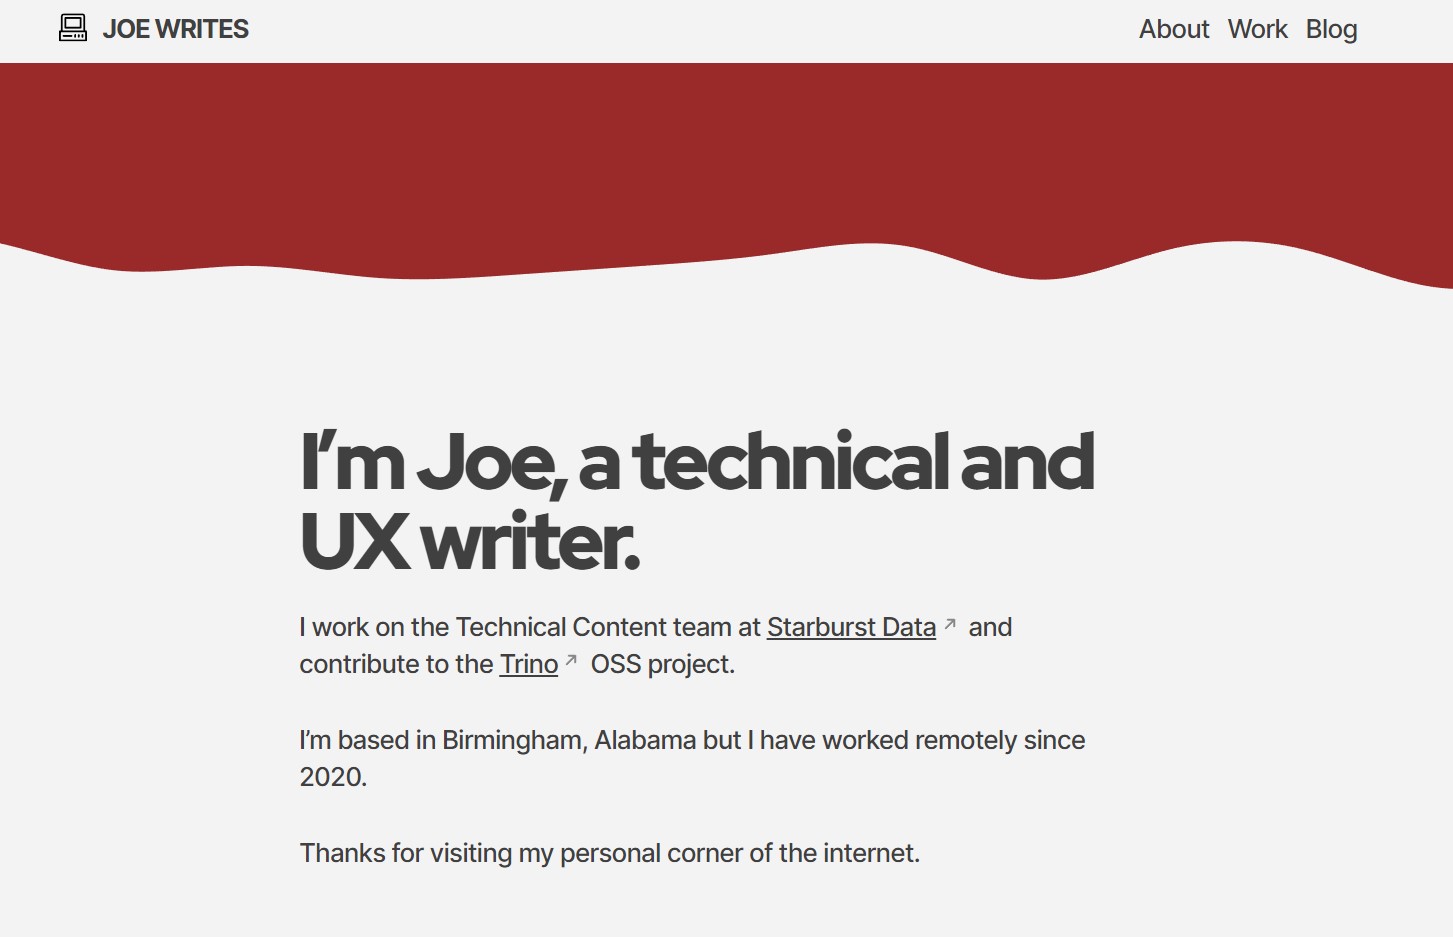 JOE WRITES
About Work Blog
I’m Joe, a technical and
UX writer.
I work on the Technical Content team at Starburst Data ↗ and
contribute to the Trino ↗ OSS project.
I’m based in Birmingham, Alabama but I have worked remotely since
2020.
Thanks for visiting my personal corner of the internet.